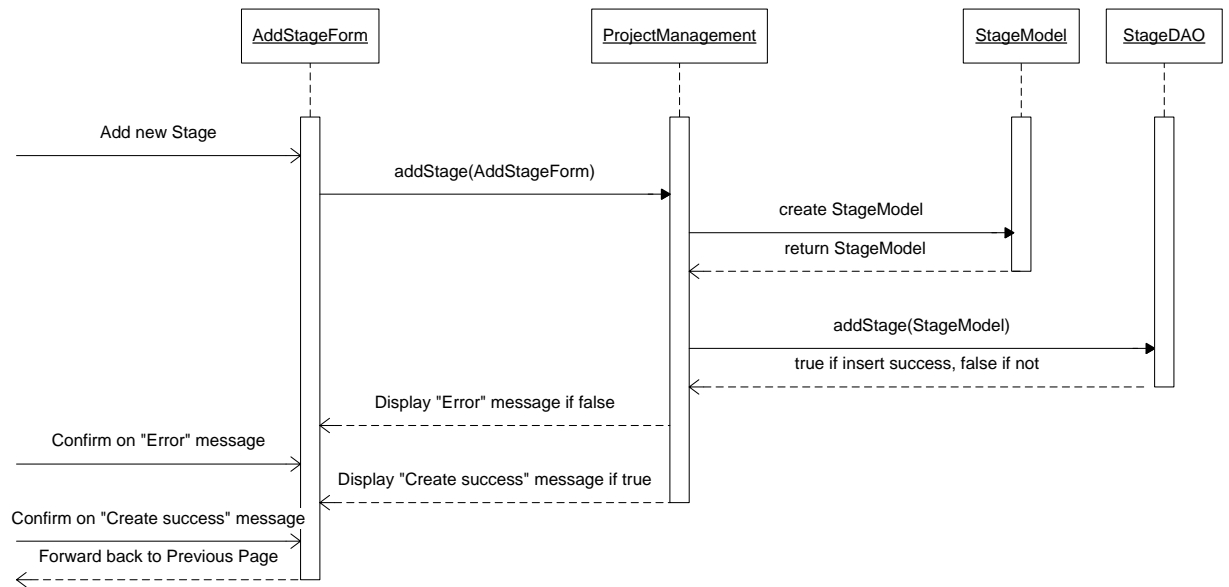 AddStageForm
ProjectManagement
StageModel
StageDAO
Add new Stage
addStage(AddStageForm)
create StageModel
return StageModel
addStage(StageModel)
true if insert success, false if not
Display "Error" message if false
Confirm on "Error" message
Display "Create success" message if true
Confirm on "Create success" message
Forward back to Previous Page